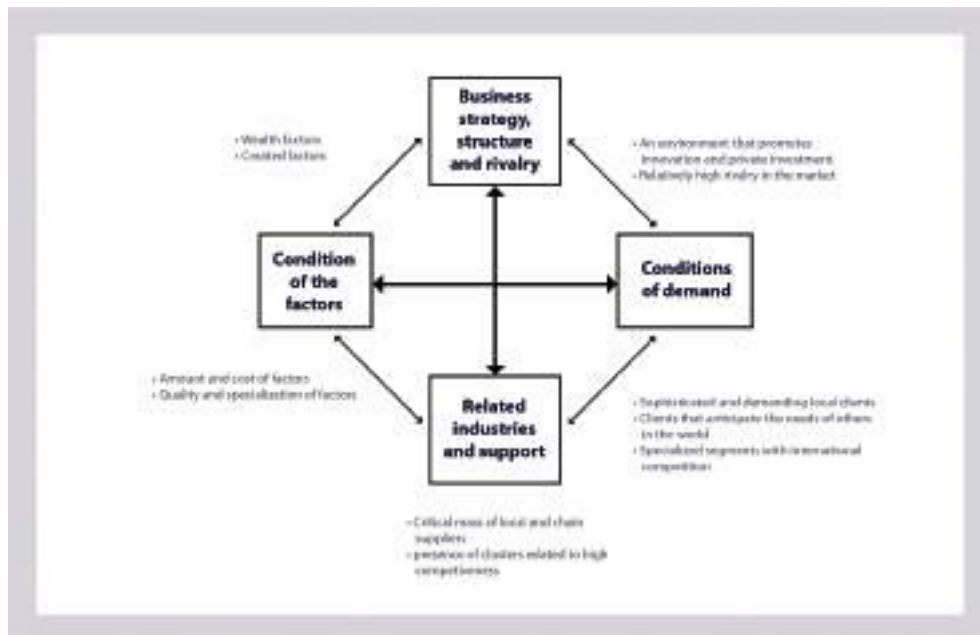 Business
strategy,
structure
and rivalry
• Wealth factors
• Created factors
• An environment that promotes
innovation and private investment
• Relatively high rivalry in the market
Condition
of the
factors
Conditions
of demand
• Amount and cost of factors
• Quality and specialization of factors
Related
industries
and support
• Sophisticated and demanding local clients
• Clients that anticipate the needs of others
in the world
• Specialized segments with international
competition
• Critical mass of local and chain
suppliers
• presence of clusters related to high